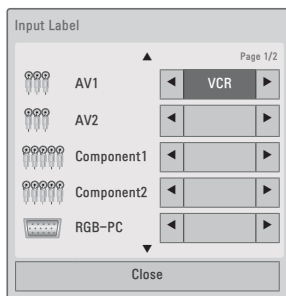 Input Label
Page 1/2
AV1 VCR
AV2
Component1
Component2
RGB-PC
Close